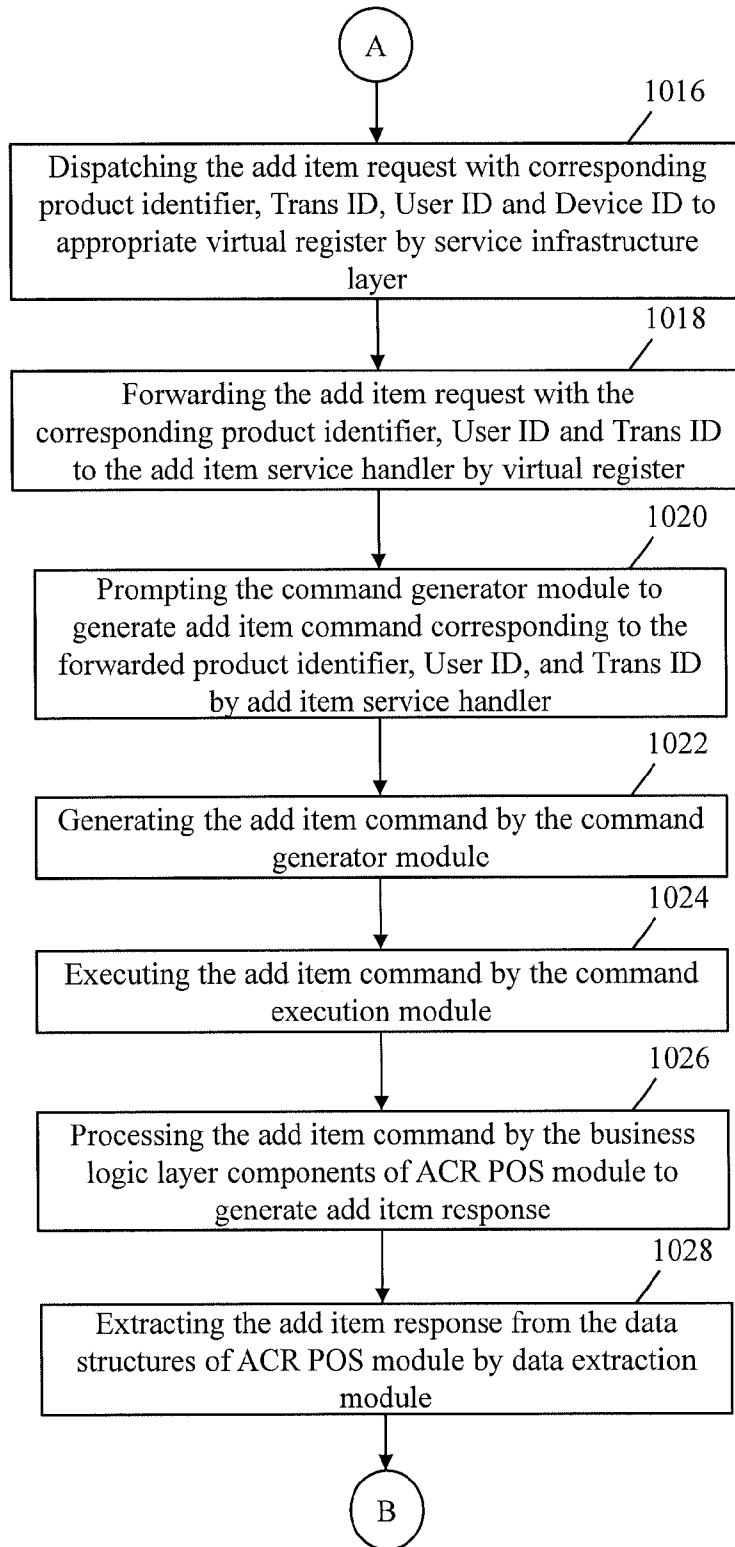 A
1016
Dispatching the add item request with corresponding
product identifier, Trans ID, User ID and Device ID to
appropriate virtual register by service infrastructure
layer
1018
Forwarding the add item request with the
corresponding product identifier, User ID and Trans ID
to the add item service handler by virtual register
1020
Prompting the command generator module to
generate add item command corresponding to the
forwarded product identifier, User ID, and Trans ID
by add item service handler
1022
Generating the add item command by the command
generator module
1024
Executing the add item command by the command
execution module
1026
Processing the add item command by the business
logic layer components of ACR POS module to
generate add item response
1028
Extracting the add item response from the data
structures of ACR POS module by data extraction
module
B